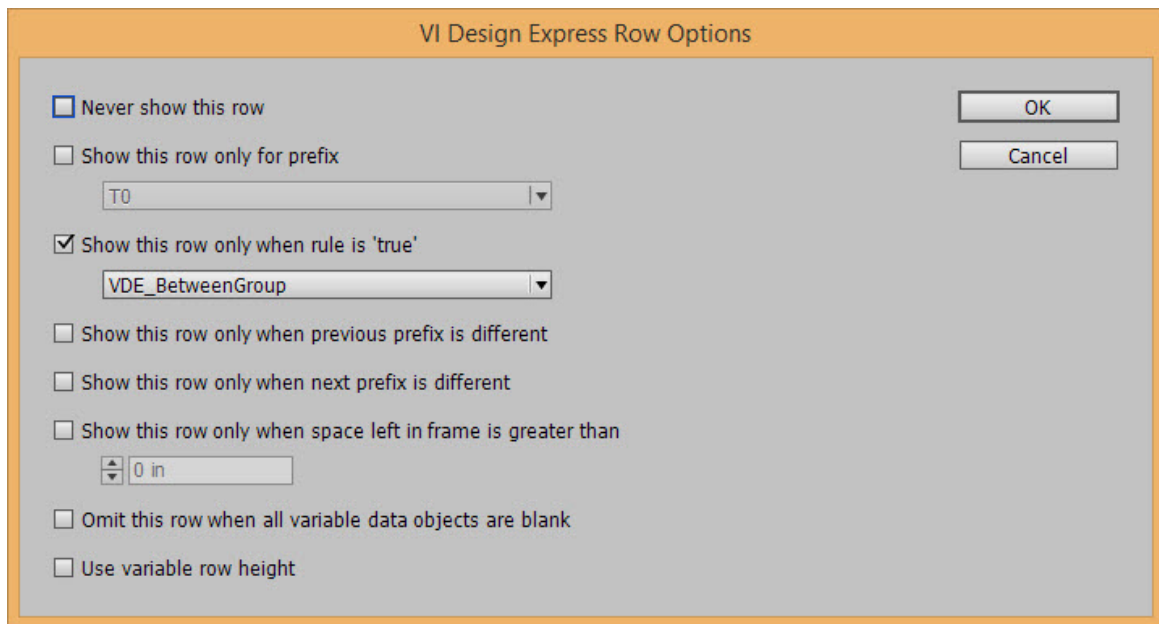 VI Design Express Row Options
Never show this row
OK
Show this row only for prefix
Cancel
T0
Show this row only when rule is 'true'
VDE_BetweenGroup
Show this row only when previous prefix is different
Show this row only when next prefix is different
Show this row only when space left in frame is greater than
0 in
Omit this row when all variable data objects are blank
Use variable row height